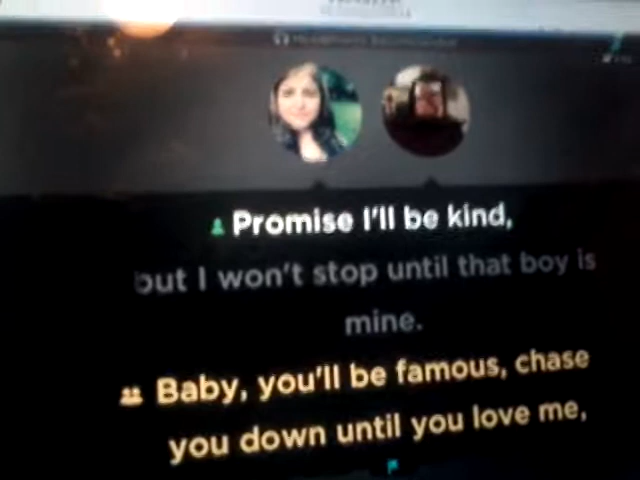 Promise I'll be kind,
but I won't stop until that boy is
mine.
Baby, you'll be famous, chase
you down until you love me,